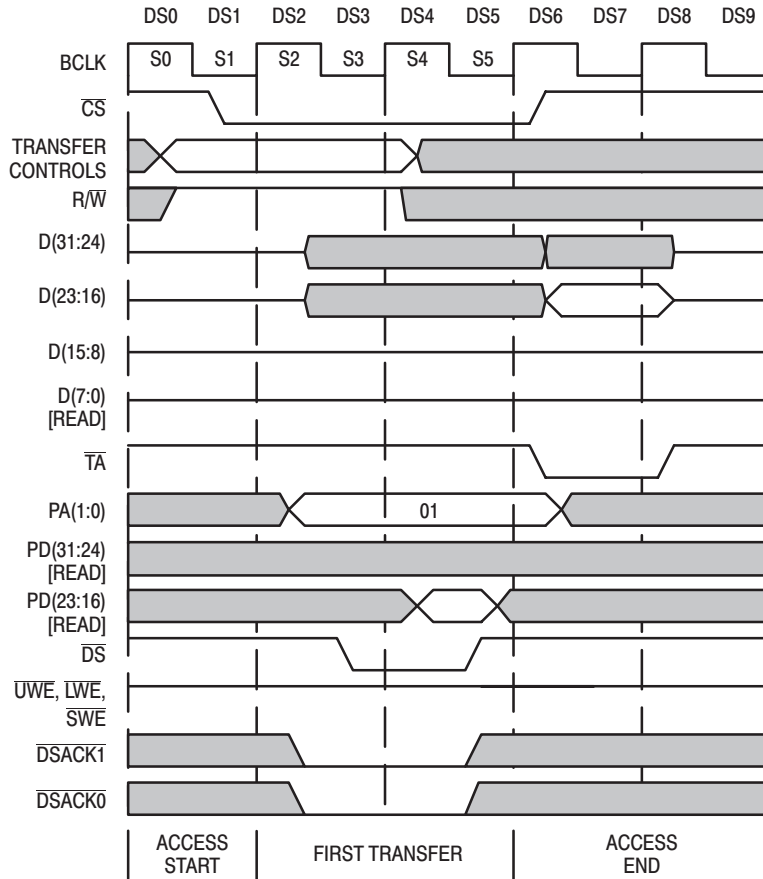 DS0 DS1 DS2 DS3 DS4 DS5 DS6 DS7 DS8 DS9
BCLK S0 S1 S2 S3 S4 S5
CS
TRANSFER
CONTROLS
R/W
D(31:24)
D(23:16)
D(15:8)
D(7:0)
[READ]
TA
PA(1:0) 01
PD(31:24)
[READ]
PD(23:16)
[READ]
DS
UWE, LWE,
SWE
DSACK1
DSACK0
ACCESS
START
FIRST TRANSFER
ACCESS
END